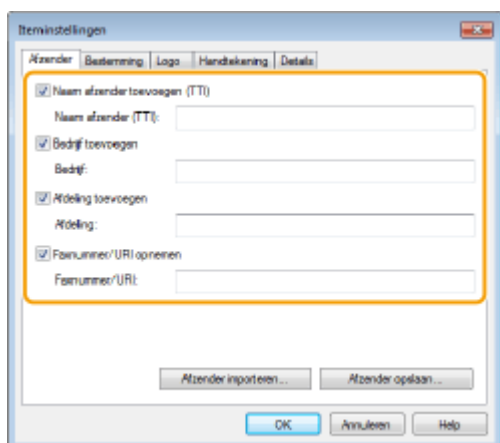 Iteminstellingen
Afzender Bestemming Logo Handtekening Details
Naam afzender toevoegen (TTI)
Naam afzender (TTI):
Bedrijf toevoegen
Bedrijf:
Afdeling toevoegen
Afdeling:
Faxnummer/URI opnemen
Faxnummer/URI:
Afzender importeren... Afzender opslaan...
OK Annuleren Help